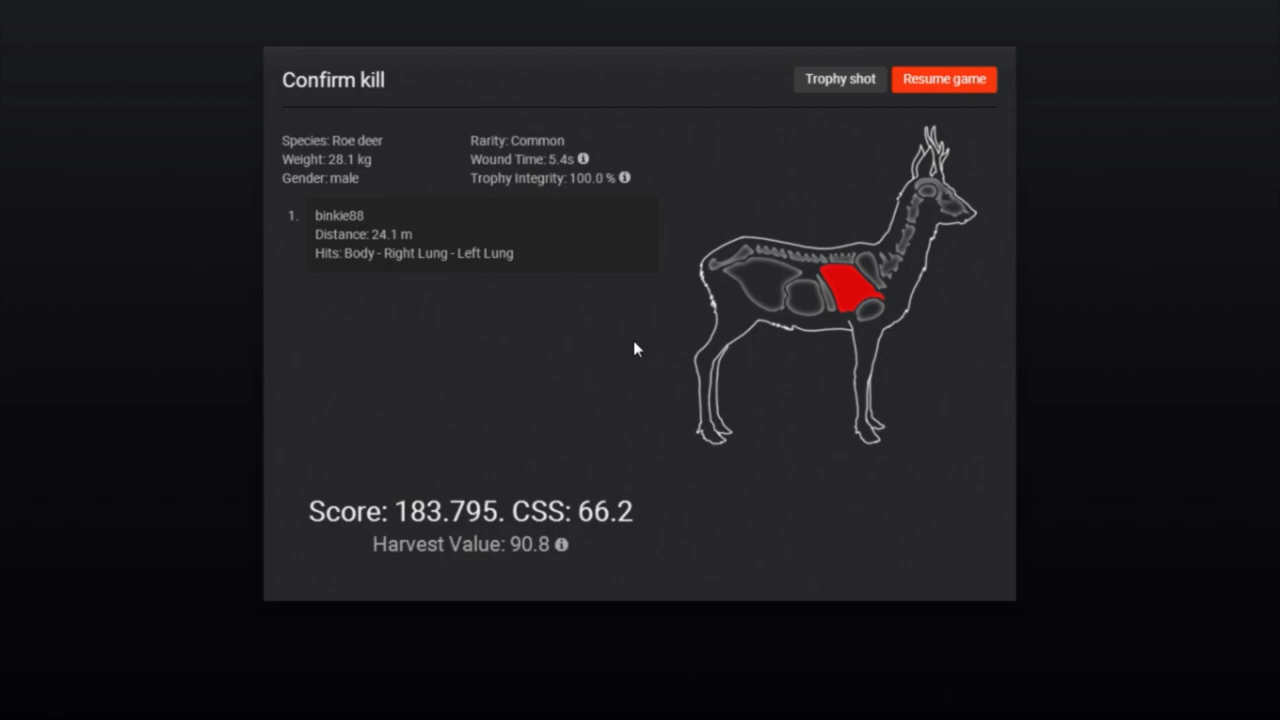 Confirm kill
Trophy shot
Resume game
Species: Roe deer
Rarity: Common
Weight: 28.1 kg
Wound Time: 5.4s
Gender: male
Trophy Integrity: 100.0 %
1. binkie88
Distance: 24.1 m
Hits: Body - Right Lung - Left Lung
Score: 183.795. CSS: 66.2
Harvest Value: 90.8